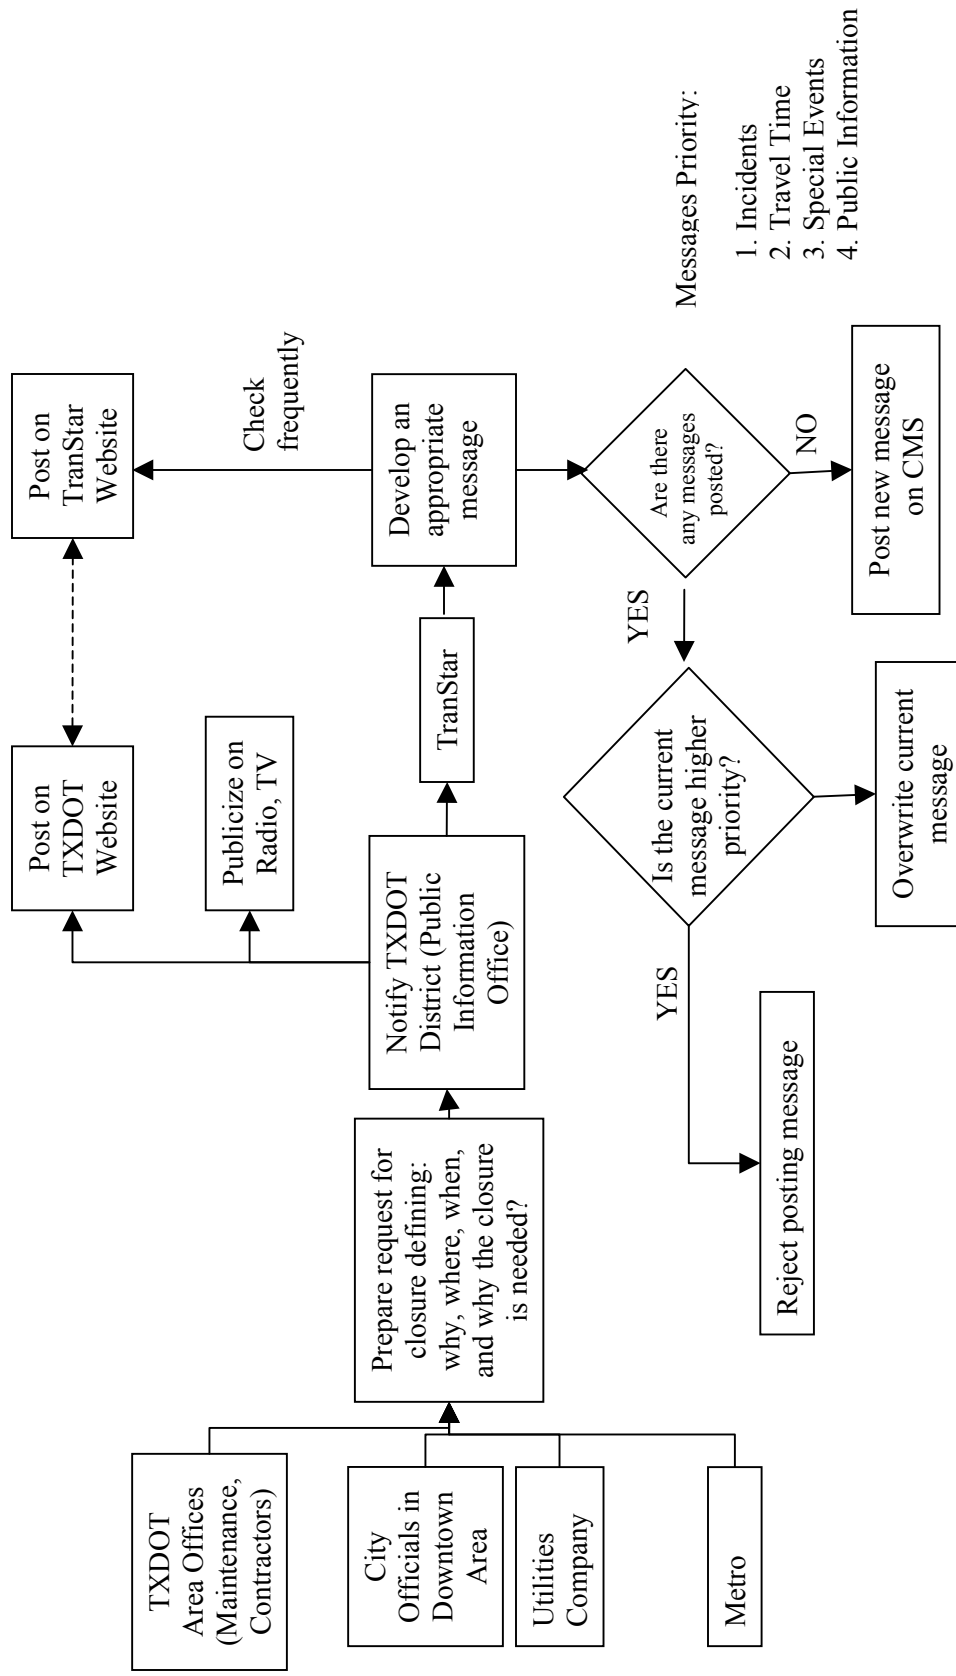 TXDOT
Area Offices
(Maintenance,
Contractors)
City
Officials in
Downtown
Area
Utilities
Company
Metro
Prepare request for
closure defining:
why, where, when,
and why the closure
is needed?
Notify TXDOT
District (Public
Information
Office)
Post on
TXDOT
Website
Publicize on
Radio, TV
Post on
TranStar
Website
TranStar
Check
frequently
Develop an
appropriate
message
Are there
any messages
posted?
YES
NO
Post new message
on CMS
Is the current
message higher
priority?
YES
Reject posting message
Overwrite current
message
Messages Priority:
1. Incidents
2. Travel Time
3. Special Events
4. Public Information